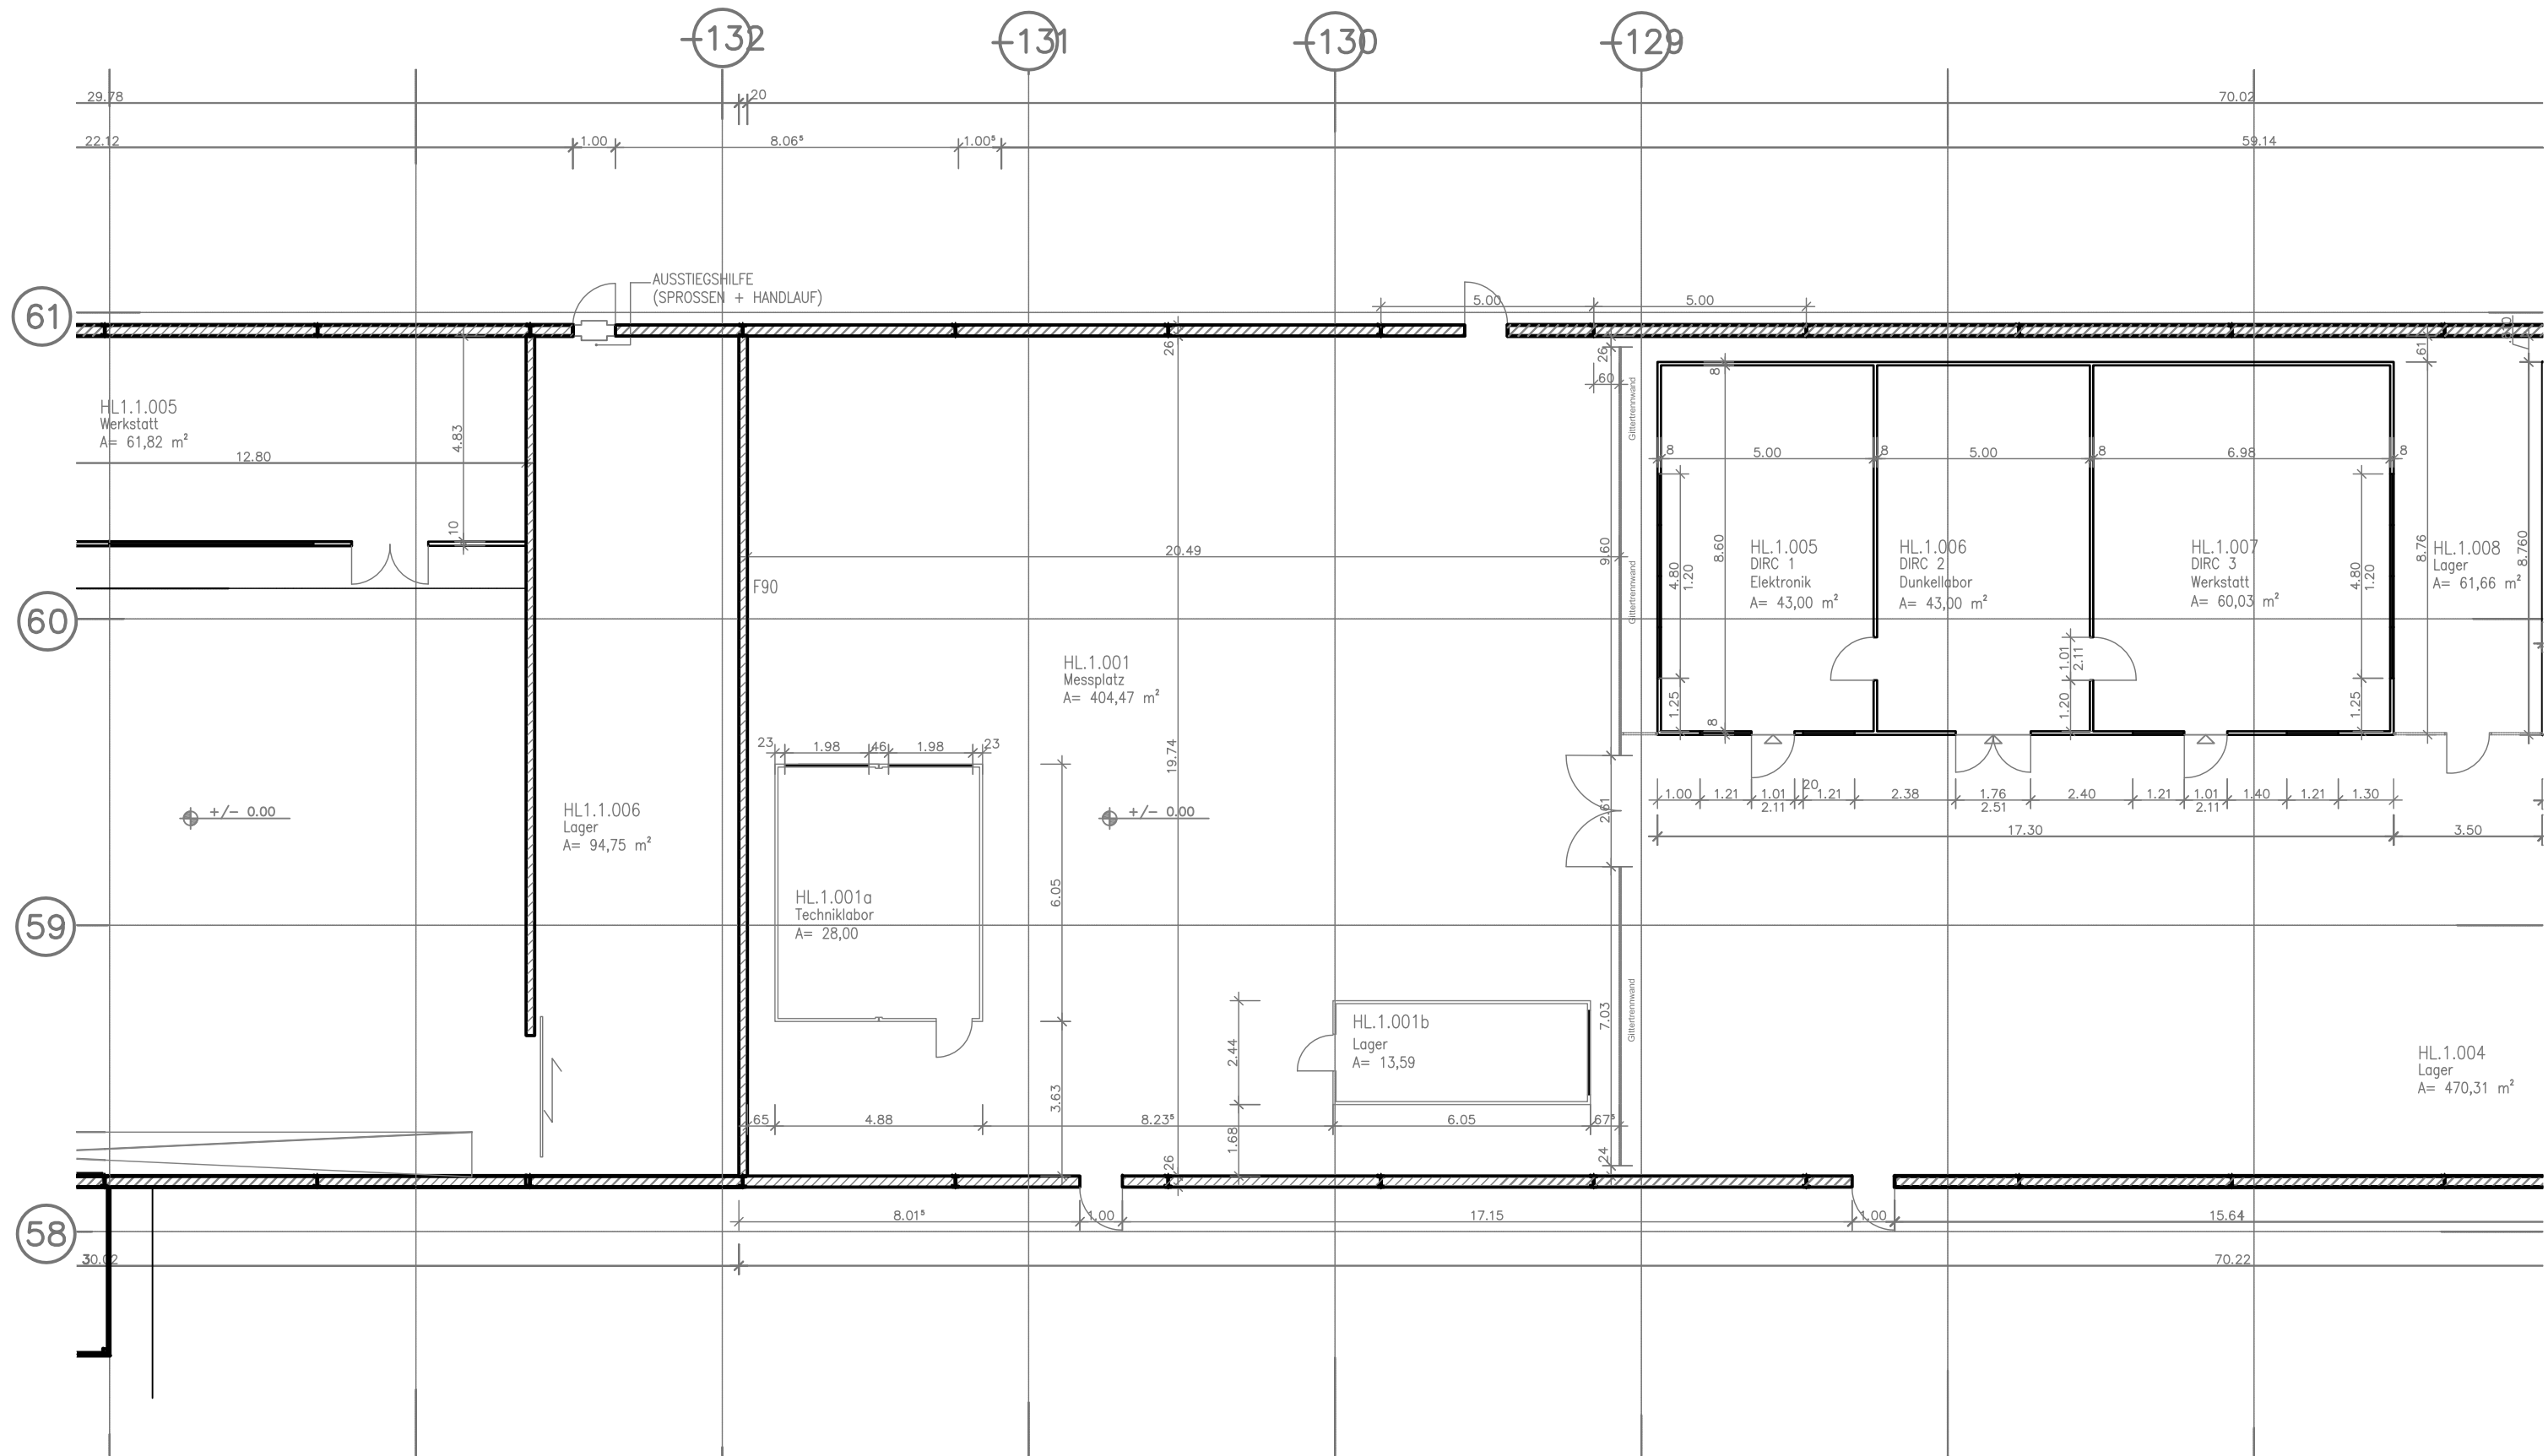 -132
-131
-130
-129
29.78
20
70.02
22.12
1.00
8.06⁵
1.00⁵
59.14
AUSSTIEGSHILFE
(SPROSSEN + HANDLAUF)
61
5.00
5.00
26
26
60
8
61
Gittertrennwand
HL1.1.005
Werkstatt
A= 61,82 m²
12.80
4.83
10
8
5.00
8
5.00
8
6.98
8
20.49
F90
9.60
Gittertrennwand
4.80
1.20
8.60
HL.1.005
DIRC 1
Elektronik
A= 43,00 m²
HL.1.006
DIRC 2
Dunkellabor
A= 43,00 m²
HL.1.007
DIRC 3
Werkstatt
A= 60,03 m²
4.80
1.20
8.76
HL.1.008
Lager
A= 61,66 m²
8.760
60
HL.1.001
Messplatz
A= 404,47 m²
1.01
2.11
1.25
8
1.20
1.25
23
1.98
46
1.98
23
19.74
2.61
1.00
1.21
1.01
2.11
20
1.21
2.38
1.76
2.51
2.40
1.21
1.01
2.11
1.40
1.21
1.30
17.30
3.50
+/- 0.00
HL1.1.006
Lager
A= 94,75 m²
+/- 0.00
6.05
HL.1.001a
Techniklabor
A= 28,00
59
7.03
Gittertrennwand
HL.1.001b
Lager
A= 13,59
2.44
HL.1.004
Lager
A= 470,31 m²
3.63
65
4.88
8.23⁵
6.05
67⁵
1.68
26
24
58
8.01⁵
1.00
17.15
1.00
15.64
30.02
70.22